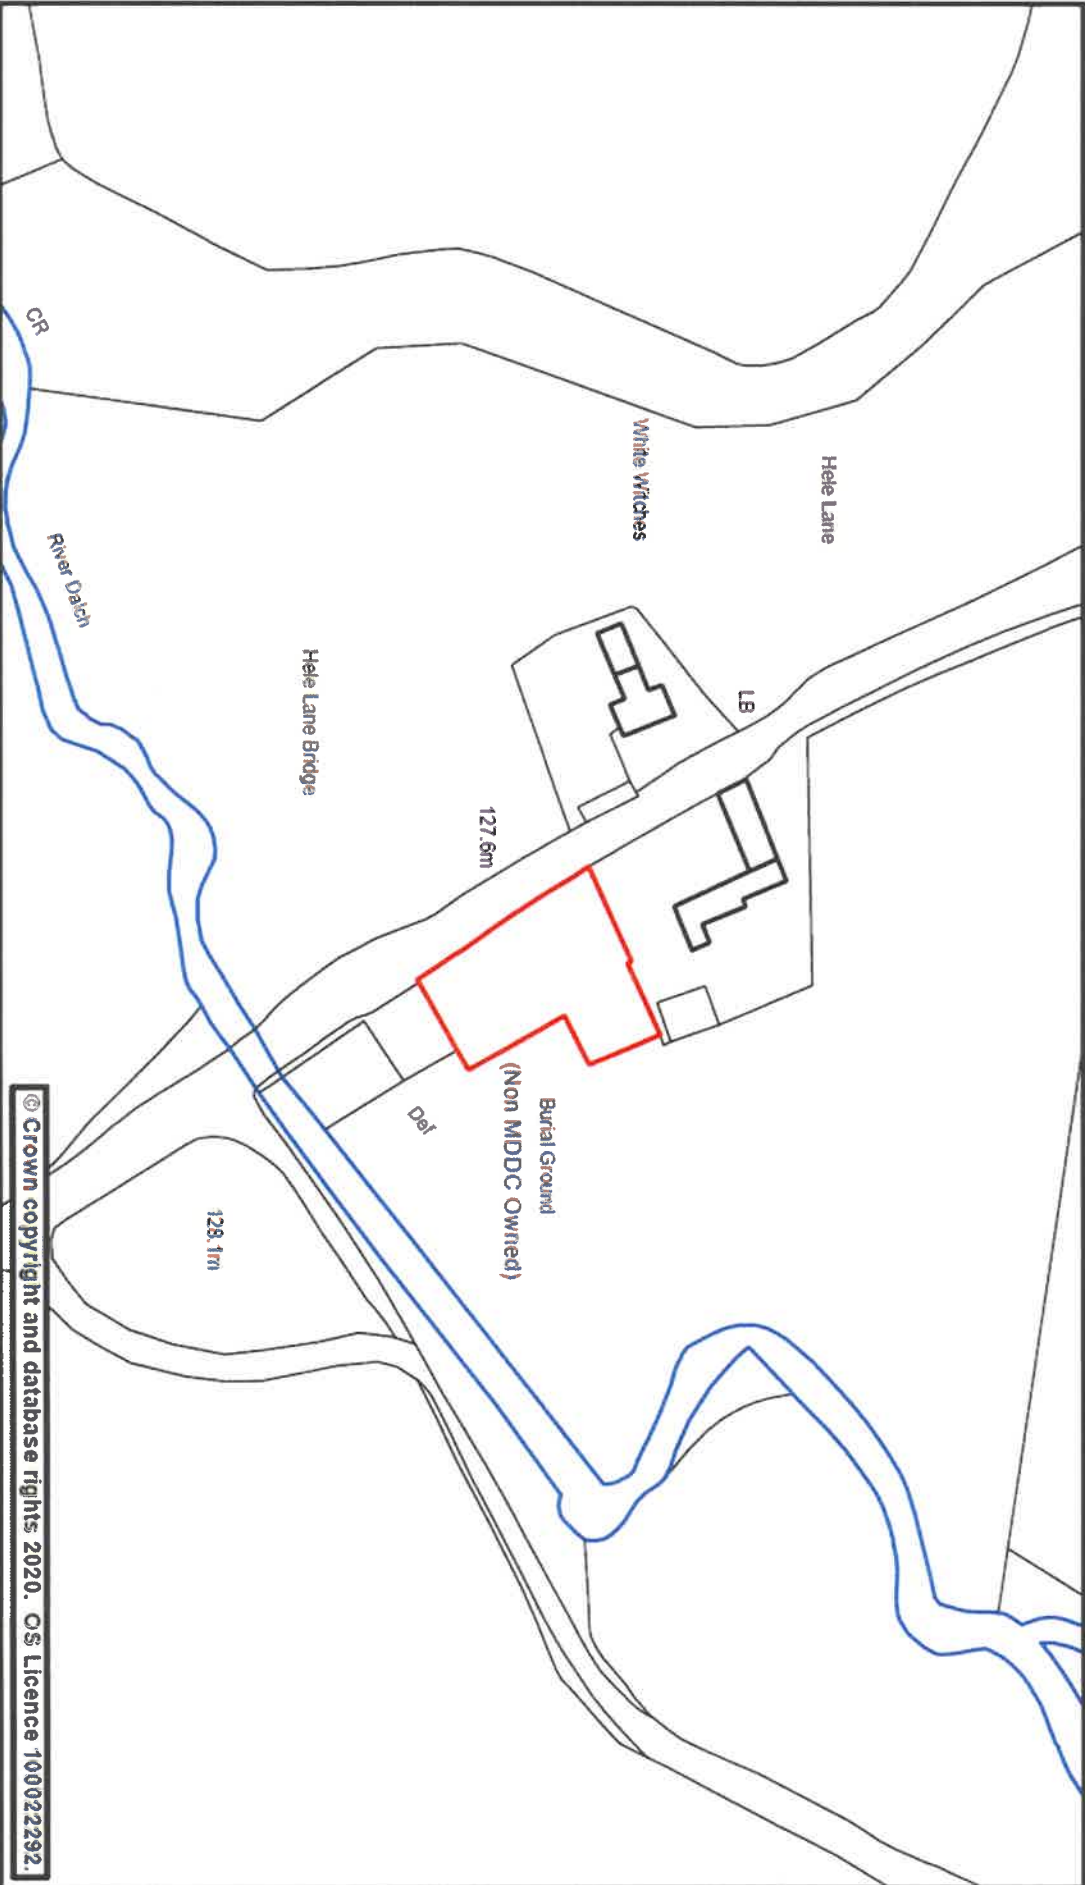 Hele Lane
White Witches
LB
CR
River Dalch
Hele Lane Bridge
127.6m
Burial Ground
(Non MDDC Owned)
Def
128.1m
© Crown copyright and database rights 2020. OS Licence 100022292.